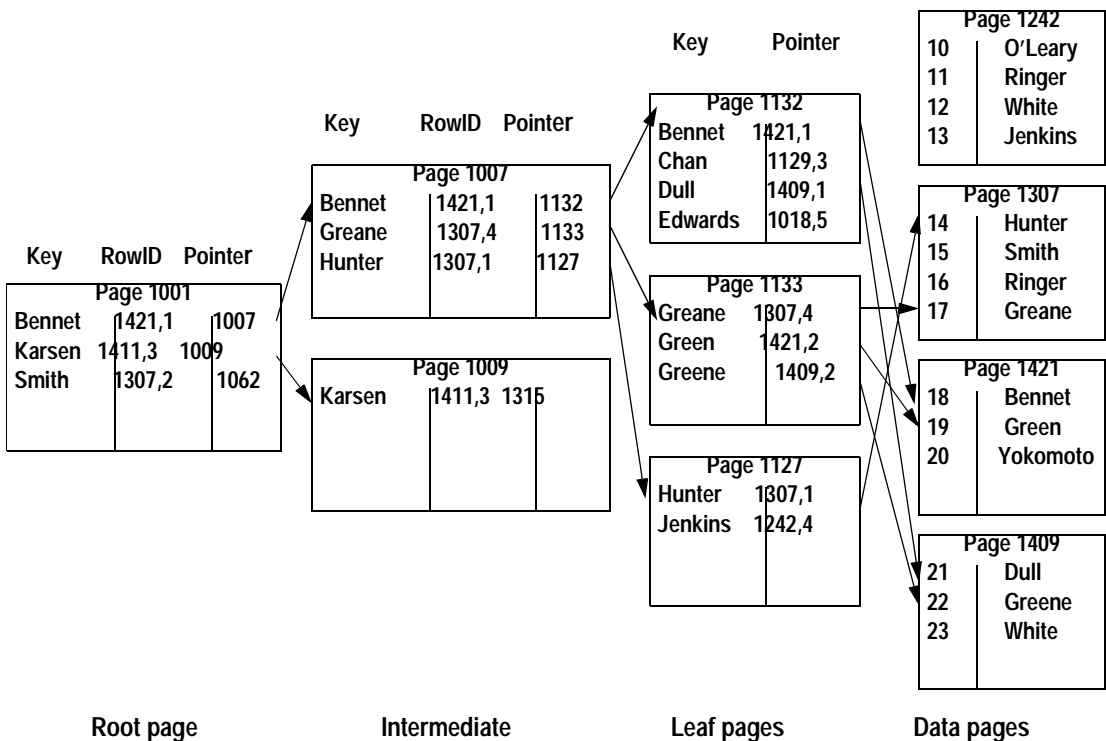 Key RowID Pointer
Page 1001
Bennet 1421,1 1007
Karsen 1411,3 1009
Smith 1307,2 1062
Root page
Key RowID Pointer
Page 1007
Bennet 1421,1 1132
Greane 1307,4 1133
Hunter 1307,1 1127
Page 1009
Karsen 1411,3 1315
Intermediate
Key Pointer
Page 1132
Bennet 1421,1
Chan 1129,3
Dull 1409,1
Edwards 1018,5
Page 1133
Greane 1307,4
Green 1421,2
Greene 1409,2
Page 1127
Hunter 1307,1
Jenkins 1242,4
Leaf pages
Page 1242
10 O'Leary
11 Ringer
12 White
13 Jenkins
Page 1307
14 Hunter
15 Smith
16 Ringer
17 Greane
Page 1421
18 Bennet
19 Green
20 Yokomoto
Page 1409
21 Dull
22 Greene
23 White
Data pages